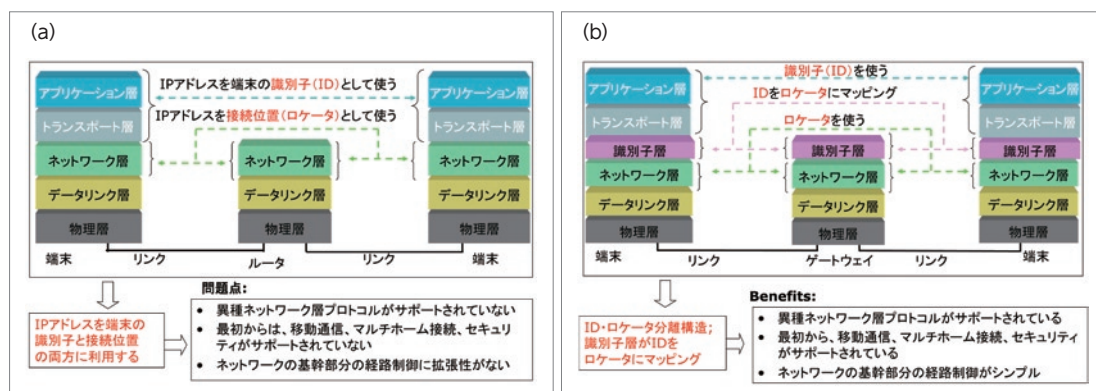 (a)
IPアドレスを端末の識別子(ID)として使う
IPアドレスを接続位置(ロケータ)として使う
アプリケーション層
トランスポート層
ネットワーク層
データリンク層
物理層
ネットワーク層
データリンク層
物理層
アプリケーション層
トランスポート層
ネットワーク層
データリンク層
物理層
端末
リンク
ルータ
リンク
端末
IPアドレスを端末の
識別子と接続位置
の両方に利用する
問題点:
• 異種ネットワーク層プロトコルがサポートされていない
• 最初からは、移動通信、マルチホーム接続、セキュリ
ティがサポートされていない
• ネットワークの基幹部分の経路制御に拡張性がない
(b)
識別子(ID)を使う
IDをロケータにマッピング
ロケータを使う
アプリケーション層
トランスポート層
識別子層
ネットワーク層
データリンク層
物理層
識別子層
ネットワーク層
データリンク層
物理層
アプリケーション層
トランスポート層
識別子層
ネットワーク層
データリンク層
物理層
端末
リンク
ゲートウェイ
リンク
端末
ID・ロケータ分離構造;
識別子層がIDを
ロケータにマッピング
Benefits:
• 異種ネットワーク層プロトコルがサポートされている
• 最初から、移動通信、マルチホーム接続、セキュリティ
がサポートされている
• ネットワークの基幹部分の経路制御がシンプル